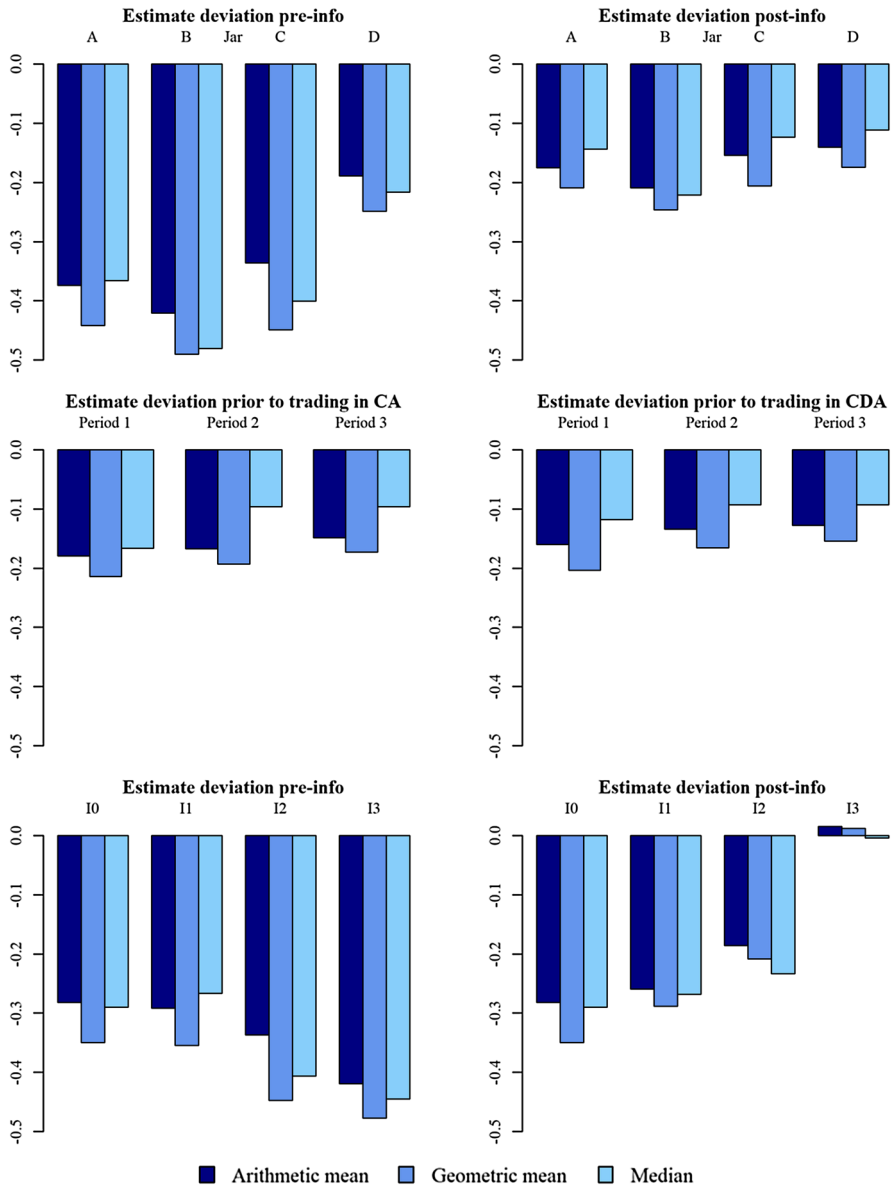 Estimate deviation pre-info
A B Jar C D
0.0
-0.1
-0.2
-0.3
-0.4
-0.5
Estimate deviation post-info
A B Jar C D
0.0
-0.1
-0.2
-0.3
-0.4
-0.5
Estimate deviation prior to trading in CA
Period 1 Period 2 Period 3
0.0
-0.1
-0.2
-0.3
-0.4
-0.5
Estimate deviation prior to trading in CDA
Period 1 Period 2 Period 3
0.0
-0.1
-0.2
-0.3
-0.4
-0.5
Estimate deviation pre-info
I0 I1 I2 I3
0.0
-0.1
-0.2
-0.3
-0.4
-0.5
Estimate deviation post-info
I0 I1 I2 I3
0.0
-0.1
-0.2
-0.3
-0.4
-0.5
Arithmetic mean Geometric mean Median